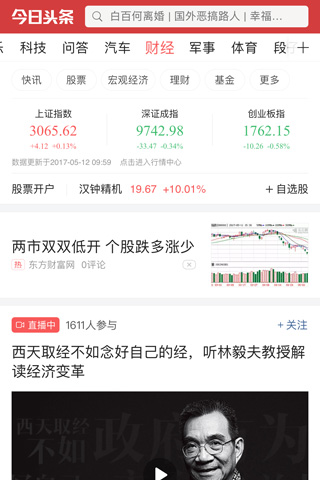 今日头条
白百何离婚 | 国外恶搞路人 | 幸福...
科技 问答 汽车 财经 军事 体育 段
快讯 股票 宏观经济 理财 基金 更多
上证指数 深证成指 创业板指
3065.62 9742.98 1762.15
+4.12 +0.13% -33.47 -0.34% -10.26 -0.58%
数据更新于2017-05-12 09:59 点击进入行情中心
股票开户 汉钟精机 19.67 +10.01% +自选股
两市双双低开 个股跌多涨少
热 东方财富网 0评论
直播中 1611人参与 +关注
西天取经不如念好自己的经，听林毅夫教授解
读经济变革
西天取经
不如